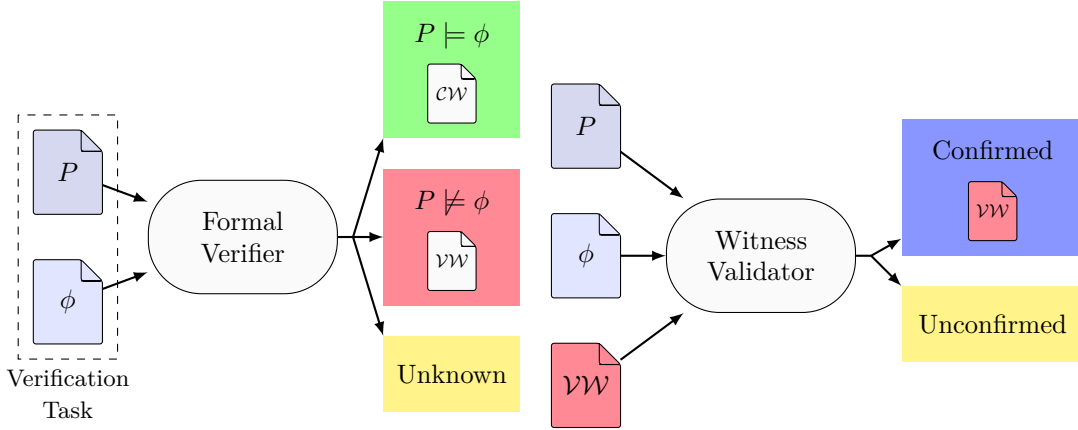 P
ϕ
Verification
Task
Formal
Verifier
P ⊨ ϕ
𝒞𝒲
P ⊭ ϕ
𝒱𝒲
Unknown
P
ϕ
𝒱𝒲
Witness
Validator
Confirmed
𝒱𝒲
Unconfirmed